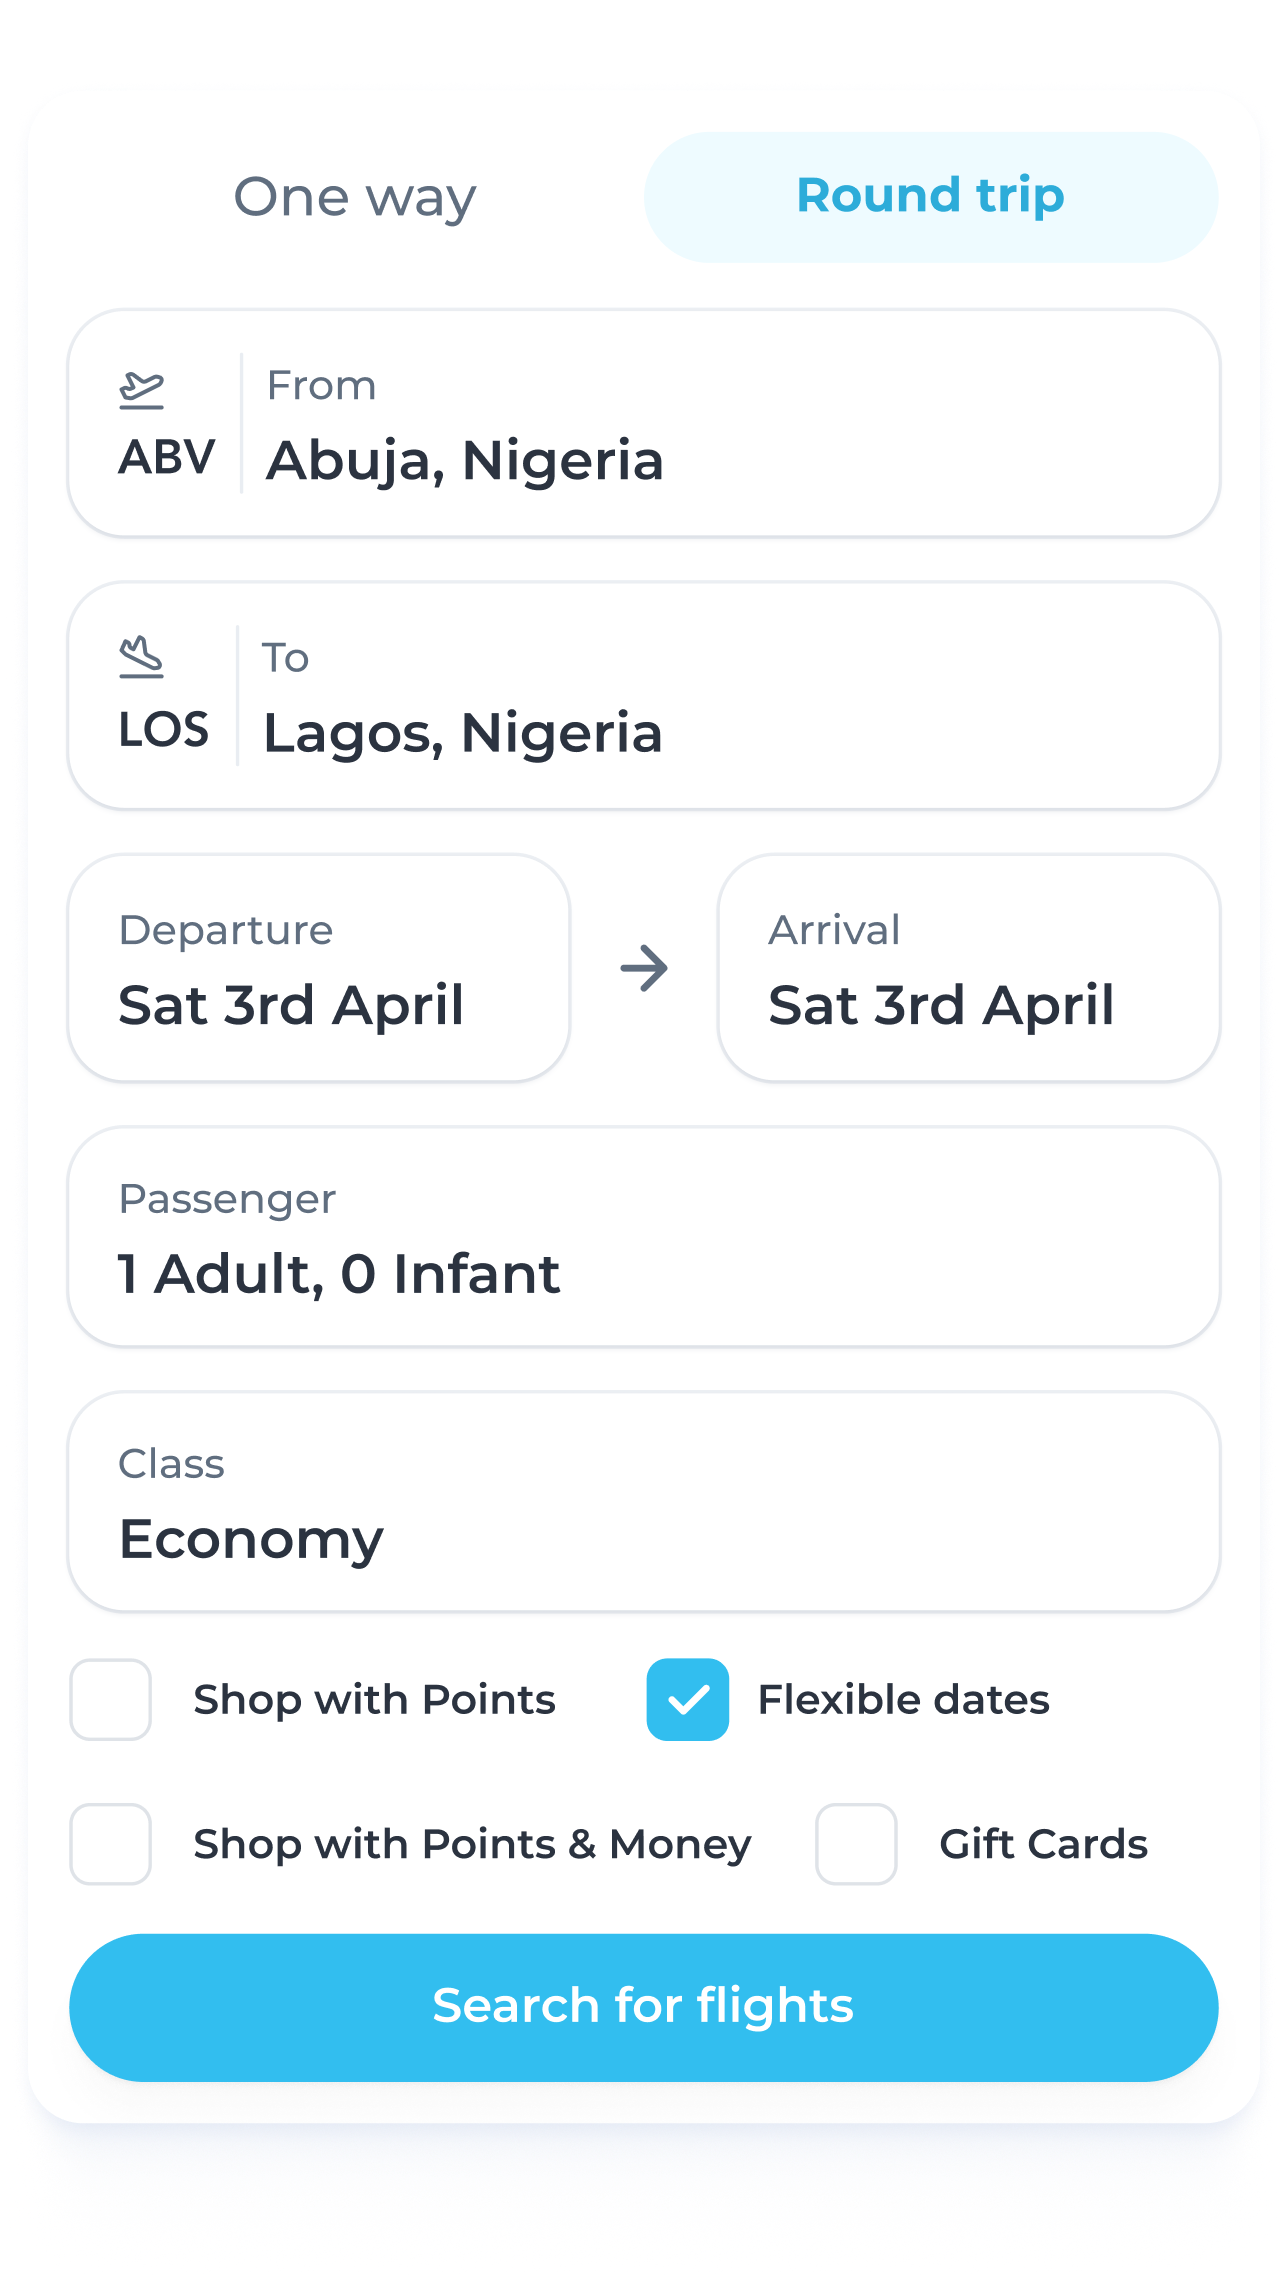 One way
Round trip
From
ABV
Abuja, Nigeria
To
LOS
Lagos, Nigeria
Departure
Sat 3rd April
Arrival
Sat 3rd April
Passenger
1 Adult, 0 Infant
Class
Economy
Shop with Points
Flexible dates
Shop with Points & Money
Gift Cards
Search for flights